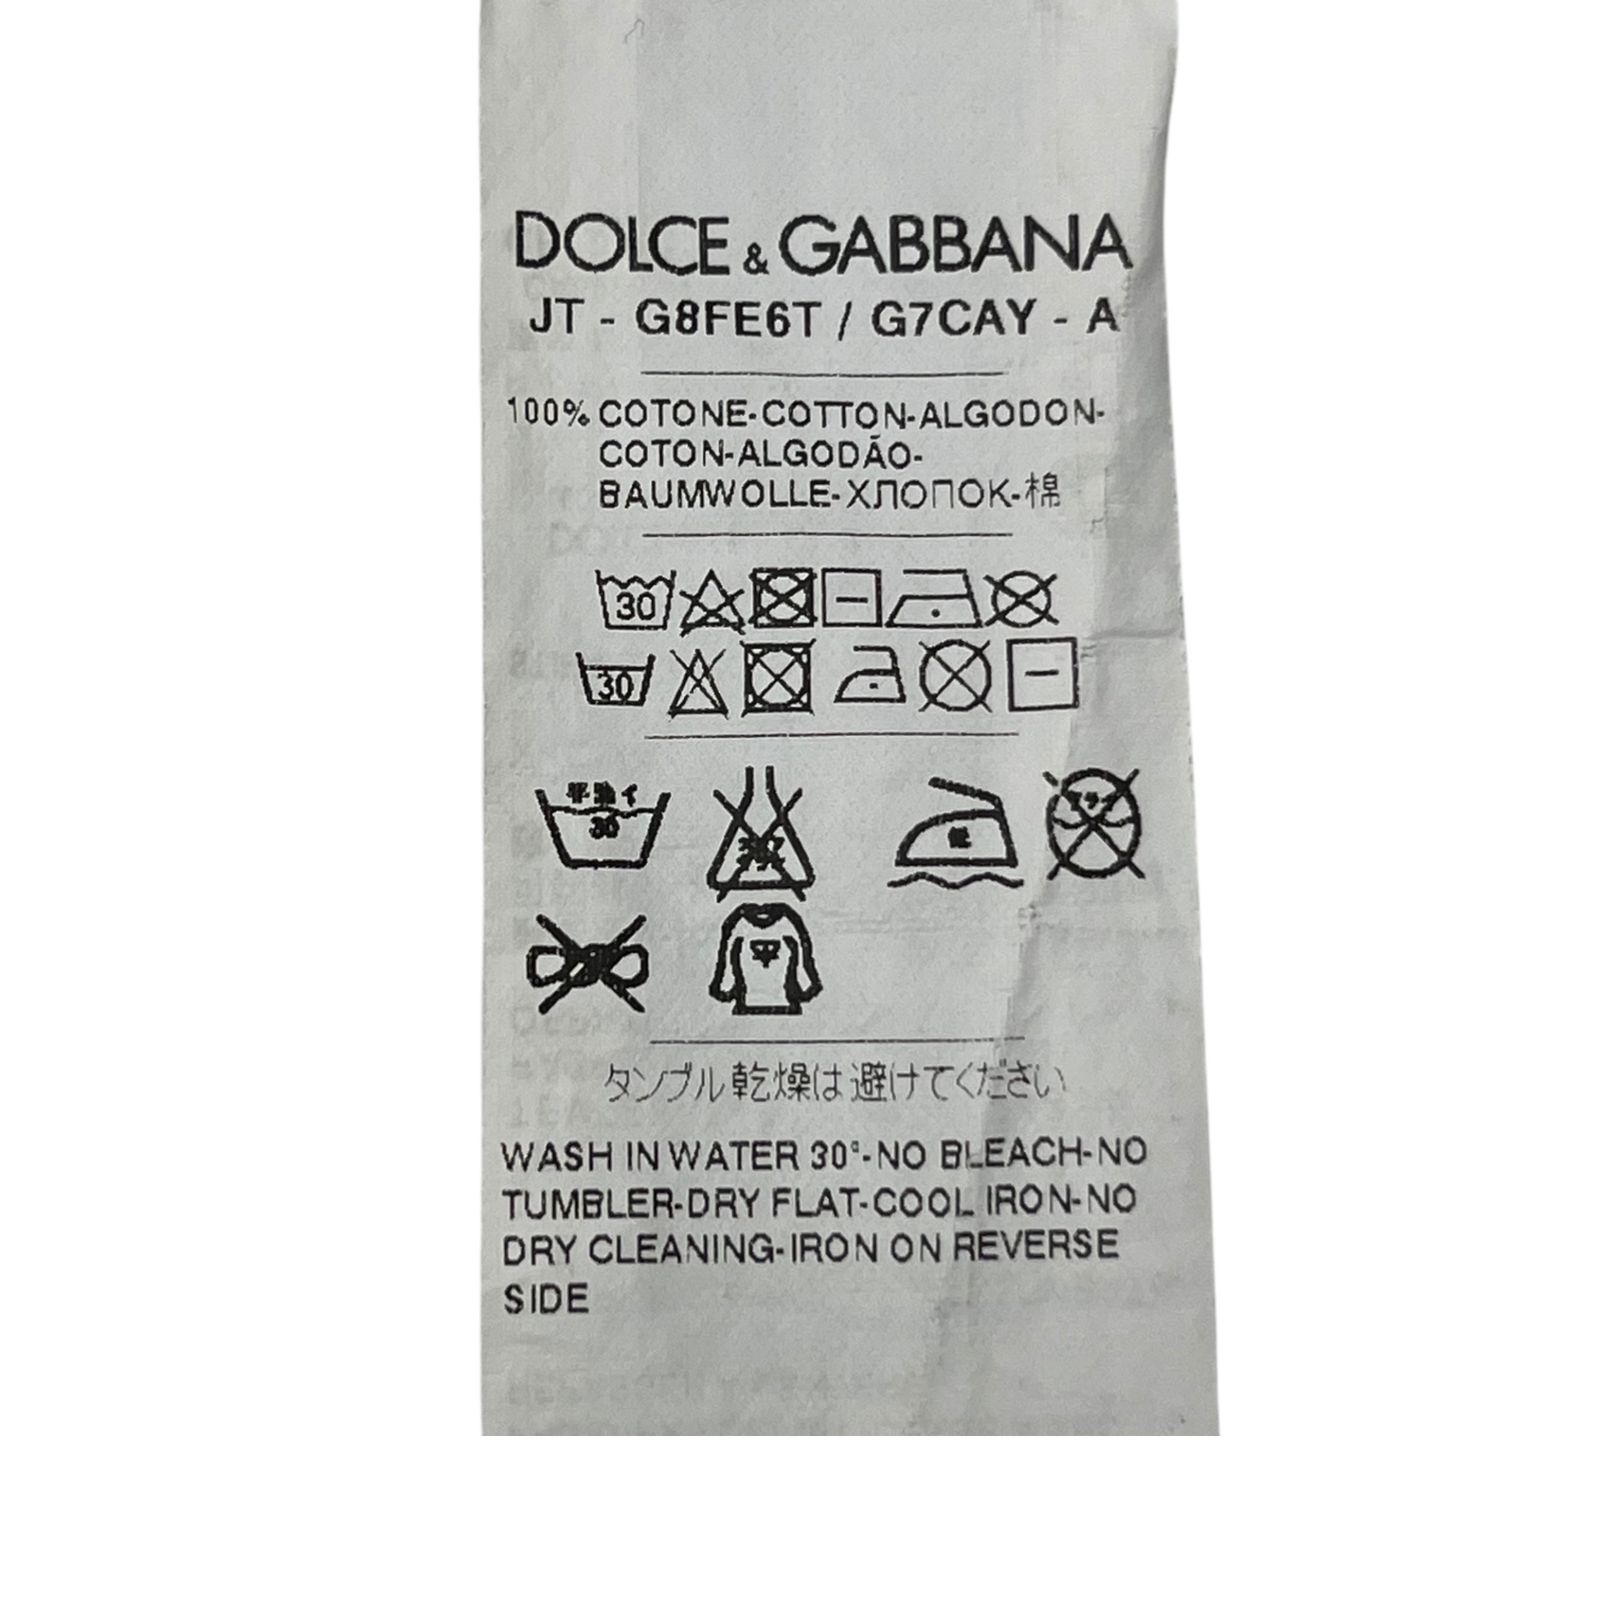 DOLCE & GABBANA
JT - G8FE6T / G7CAY - A
100% COTONE-COTTON-ALGODON-
COTON-ALGODÃO-
BAUMWOLLE-ХЛОПОК-棉
30
30
30
タンブル乾燥は避けてください
WASH IN WATER 30°-NO BLEACH-NO
TUMBLER-DRY FLAT-COOL IRON-NO
DRY CLEANING-IRON ON REVERSE
SIDE